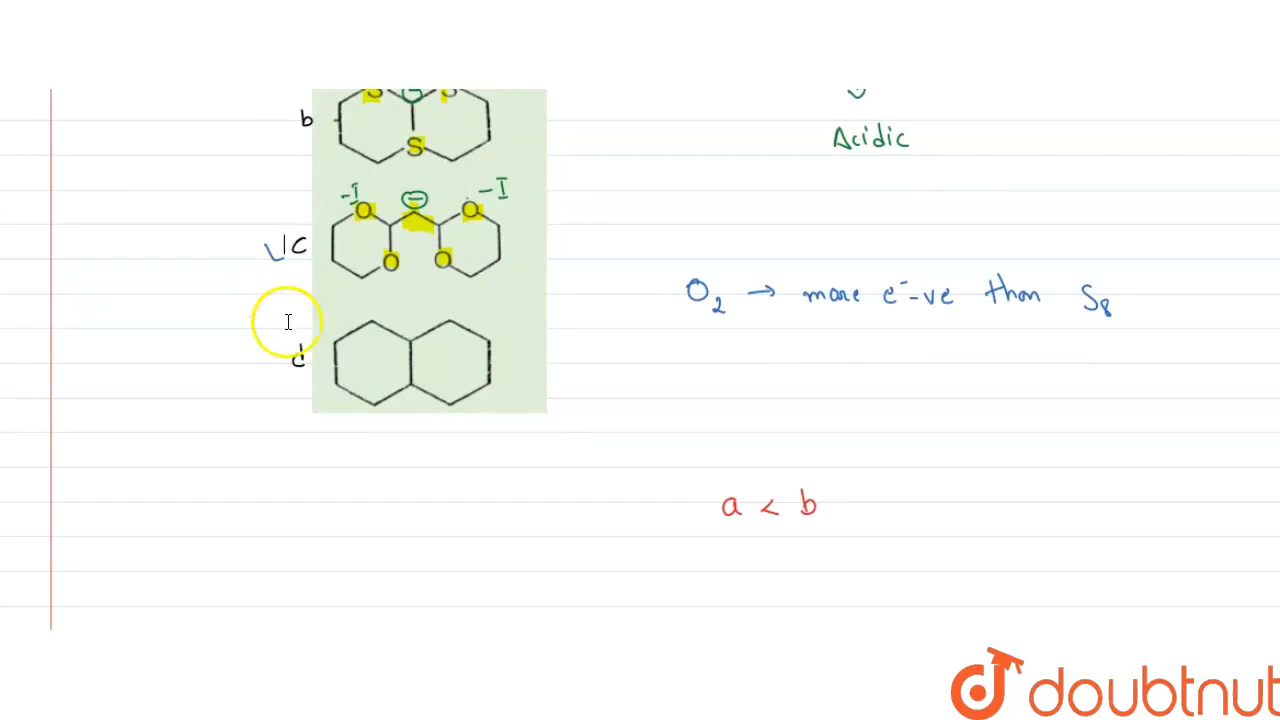 S S
b
Acidic
S
-I ⊖ -I
O O
C
O O
O₂ → more e⁻-ve than S₈
d
a < b
doubtnut